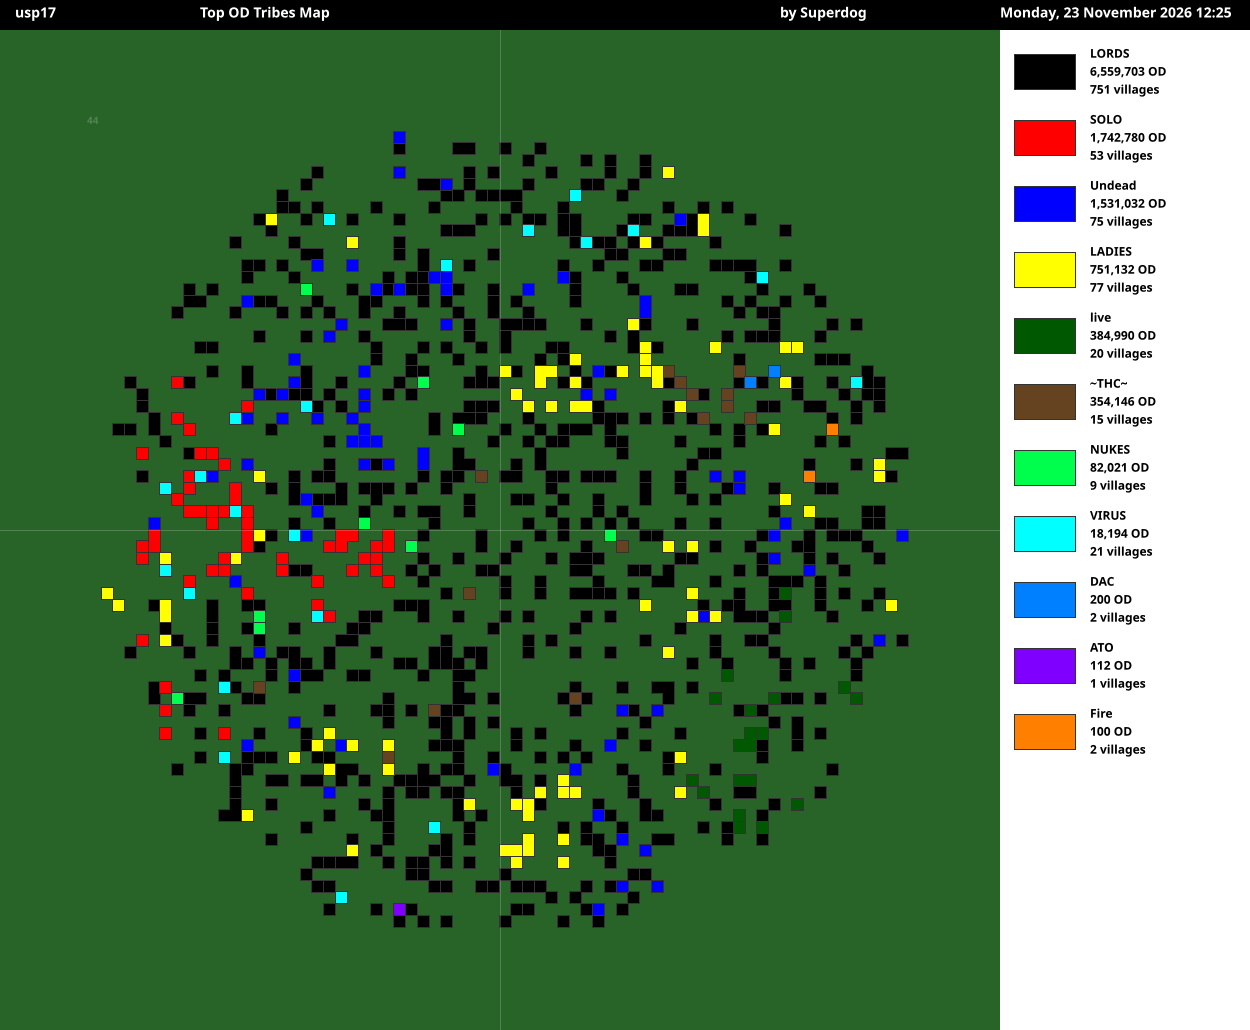 usp17 Top OD Tribes Map by Superdog Monday, 23 November 2026 12:25
44
LORDS
6,559,703 OD
751 villages
SOLO
1,742,780 OD
53 villages
Undead
1,531,032 OD
75 villages
LADIES
751,132 OD
77 villages
live
384,990 OD
20 villages
~THC~
354,146 OD
15 villages
NUKES
82,021 OD
9 villages
VIRUS
18,194 OD
21 villages
DAC
200 OD
2 villages
ATO
112 OD
1 villages
Fire
100 OD
2 villages